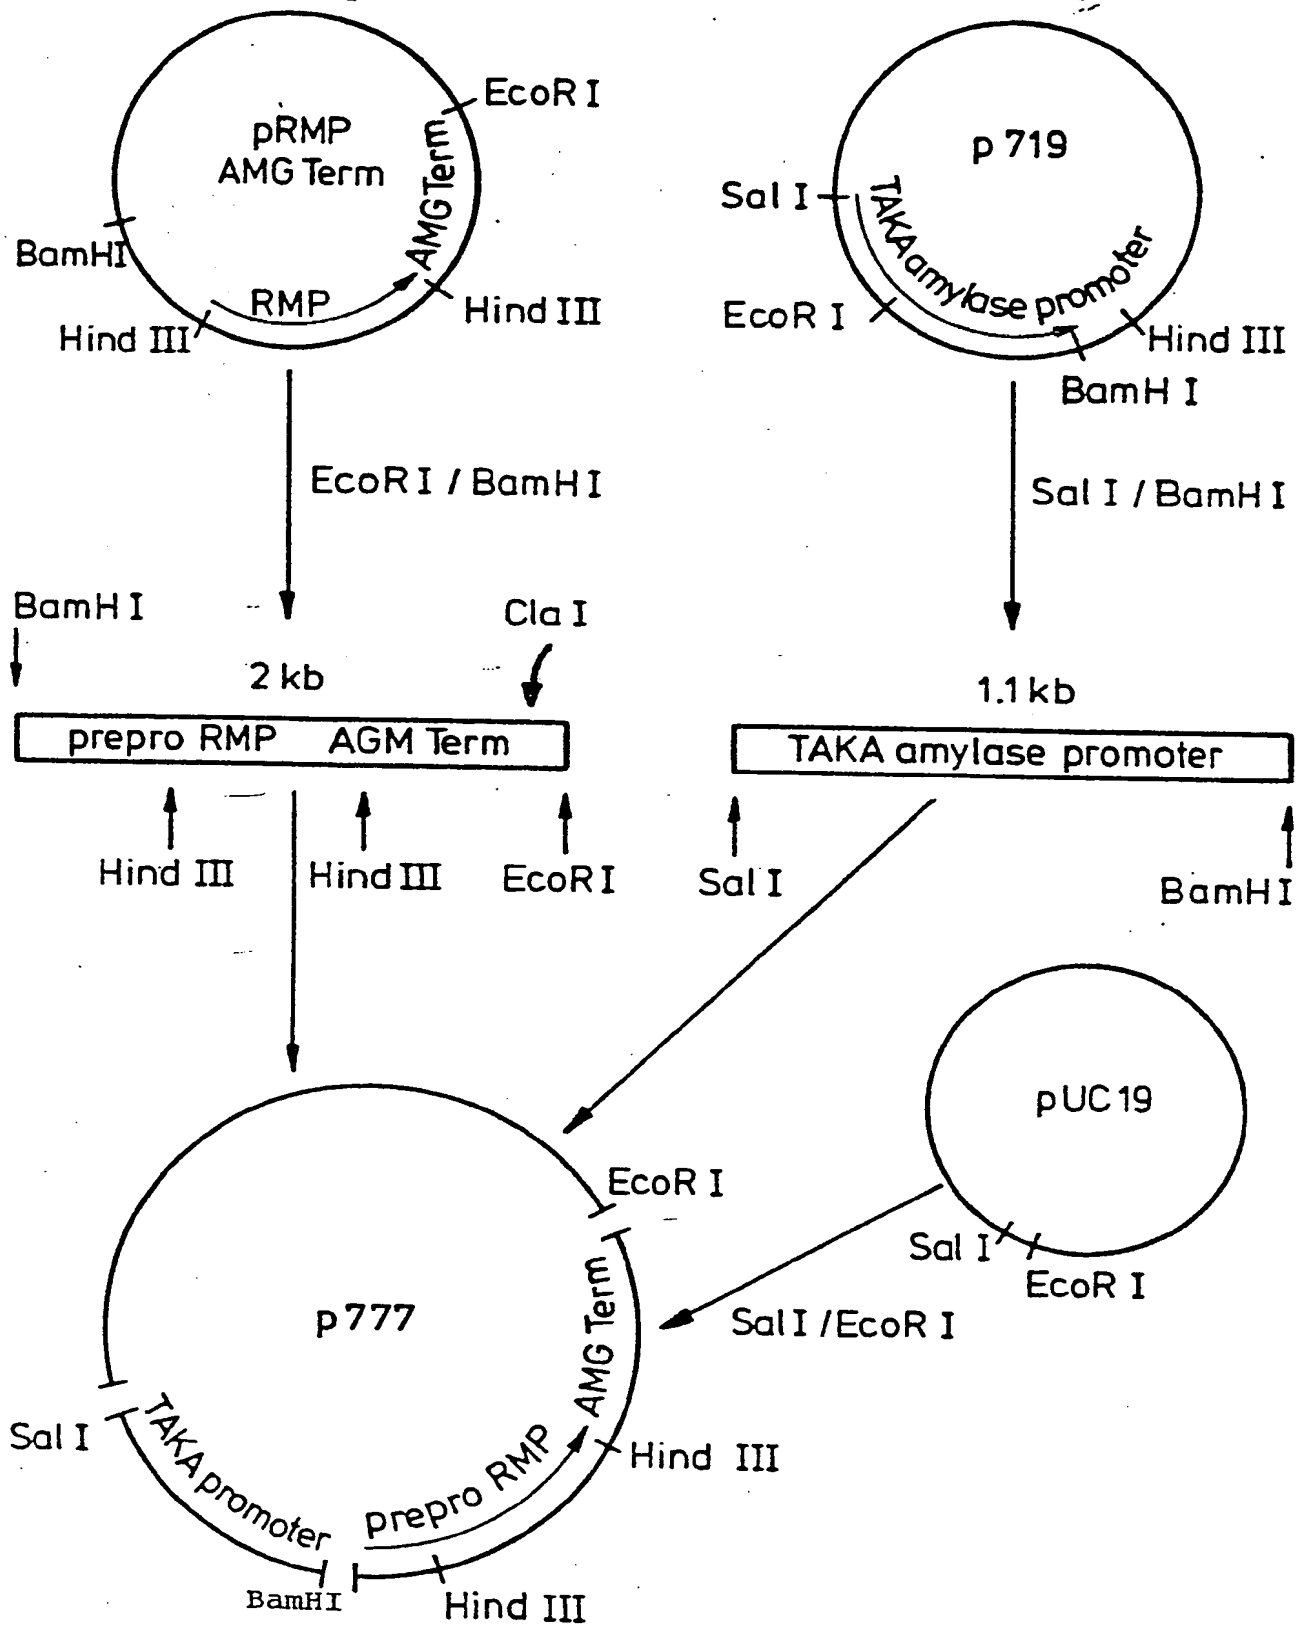 pRMP
AMG Term
EcoR I
AMG Term
BamHI
RMP
Hind III
Hind III
p 719
Sal I
TAKA amylase promoter
EcoR I
Hind III
BamH I
EcoR I / BamH I
Sal I / BamH I
BamH I
Cla I
2 kb
1.1 kb
prepro RMP AGM Term
TAKA amylase promoter
Hind III
Hind III
EcoR I
Sal I
BamH I
pUC19
EcoR I
Sal I
EcoR I
AMG Term
p777
Sal I / EcoR I
Sal I
TAKA promoter
prepro RMP
Hind III
BamHI
Hind III